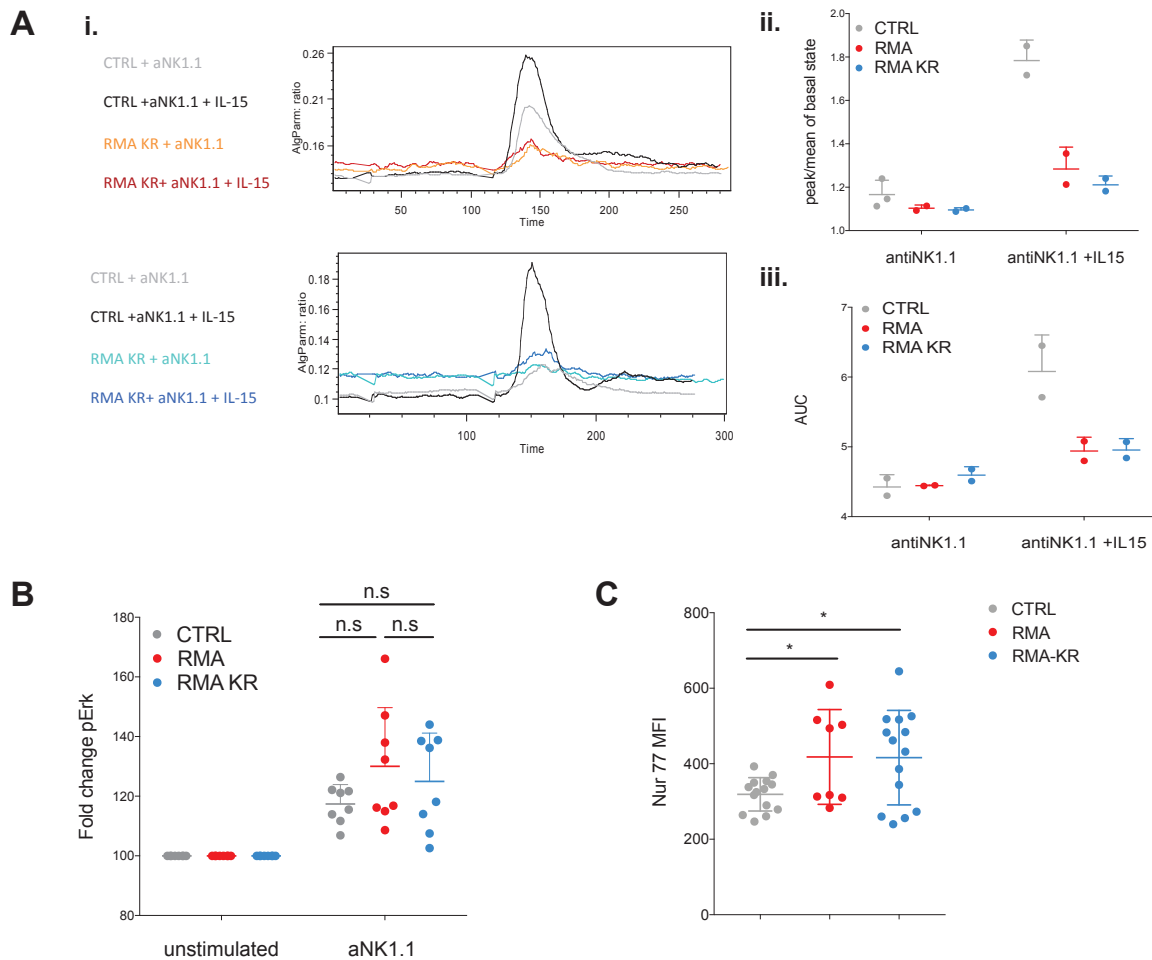 A
i.
CTRL + aNK1.1
CTRL +aNK1.1 + IL-15
RMA KR + aNK1.1
RMA KR+ aNK1.1 + IL-15
AlgParm: ratio
0.26
0.21
0.16
50 100 150 200 250
Time
CTRL + aNK1.1
CTRL +aNK1.1 + IL-15
RMA KR + aNK1.1
RMA KR+ aNK1.1 + IL-15
AlgParm: ratio
0.18
0.16
0.14
0.12
0.1
100 200 300
Time
ii.
peak/mean of basal state
2.0
1.8
1.6
1.4
1.2
1.0
CTRL
RMA
RMA KR
antiNK1.1 antiNK1.1 +IL15
iii.
AUC
7
6
5
4
CTRL
RMA
RMA KR
antiNK1.1 antiNK1.1 +IL15
B
Fold change pErk
180
160
140
120
100
80
CTRL
RMA
RMA KR
n.s
n.s n.s
unstimulated aNK1.1
C
Nur 77 MFI
800
600
400
200
0
*
*
CTRL
RMA
RMA-KR